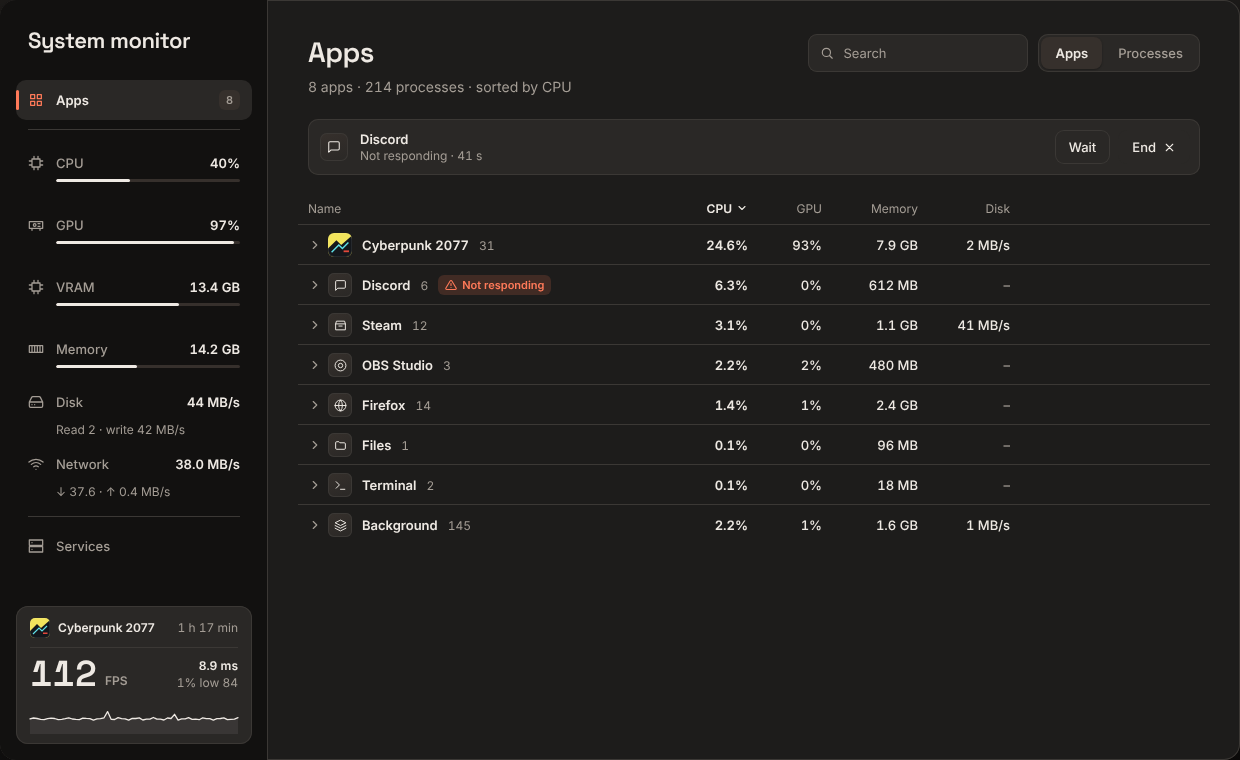 System monitor
Apps 8
CPU 40%
GPU 97%
VRAM 13.4 GB
Memory 14.2 GB
Disk 44 MB/s
Read 2 · write 42 MB/s
Network 38.0 MB/s
↓ 37.6 · ↑ 0.4 MB/s
Services
Cyberpunk 2077 1 h 17 min
112 FPS 8.9 ms
1% low 84
Apps
8 apps · 214 processes · sorted by CPU
Search
Apps Processes
Discord
Not responding · 41 s
Wait End
Name CPU GPU Memory Disk
Cyberpunk 2077 31 24.6% 93% 7.9 GB 2 MB/s
Discord 6 Not responding 6.3% 0% 612 MB –
Steam 12 3.1% 0% 1.1 GB 41 MB/s
OBS Studio 3 2.2% 2% 480 MB –
Firefox 14 1.4% 1% 2.4 GB –
Files 1 0.1% 0% 96 MB –
Terminal 2 0.1% 0% 18 MB –
Background 145 2.2% 1% 1.6 GB 1 MB/s